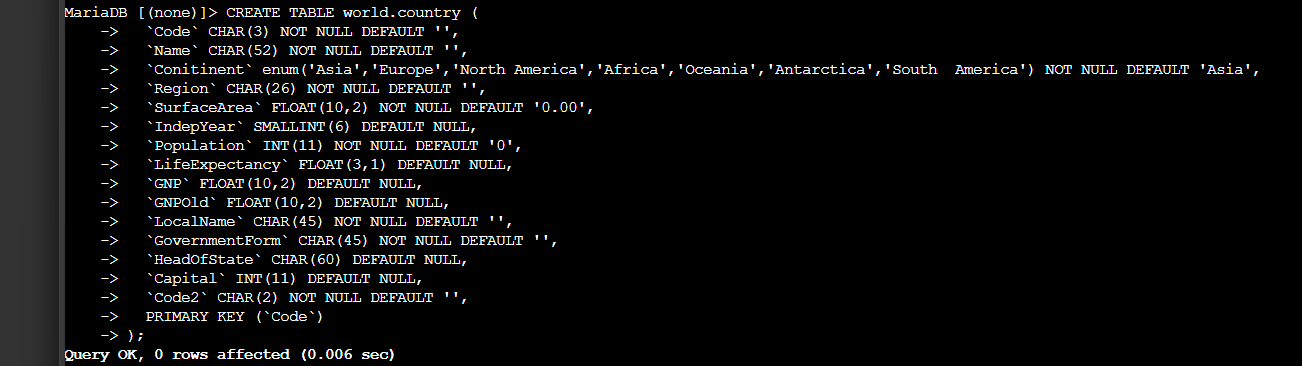 MariaDB [(none)]> CREATE TABLE world.country (
    ->   `Code` CHAR(3) NOT NULL DEFAULT '',
    ->   `Name` CHAR(52) NOT NULL DEFAULT '',
    ->   `Conitinent` enum('Asia','Europe','North America','Africa','Oceania','Antarctica','South  America') NOT NULL DEFAULT 'Asia',
    ->   `Region` CHAR(26) NOT NULL DEFAULT '',
    ->   `SurfaceArea` FLOAT(10,2) NOT NULL DEFAULT '0.00',
    ->   `IndepYear` SMALLINT(6) DEFAULT NULL,
    ->   `Population` INT(11) NOT NULL DEFAULT '0',
    ->   `LifeExpectancy` FLOAT(3,1) DEFAULT NULL,
    ->   `GNP` FLOAT(10,2) DEFAULT NULL,
    ->   `GNPOld` FLOAT(10,2) DEFAULT NULL,
    ->   `LocalName` CHAR(45) NOT NULL DEFAULT '',
    ->   `GovernmentForm` CHAR(45) NOT NULL DEFAULT '',
    ->   `HeadOfState` CHAR(60) DEFAULT NULL,
    ->   `Capital` INT(11) DEFAULT NULL,
    ->   `Code2` CHAR(2) NOT NULL DEFAULT '',
    ->   PRIMARY KEY (`Code`)
    -> );
Query OK, 0 rows affected (0.006 sec)